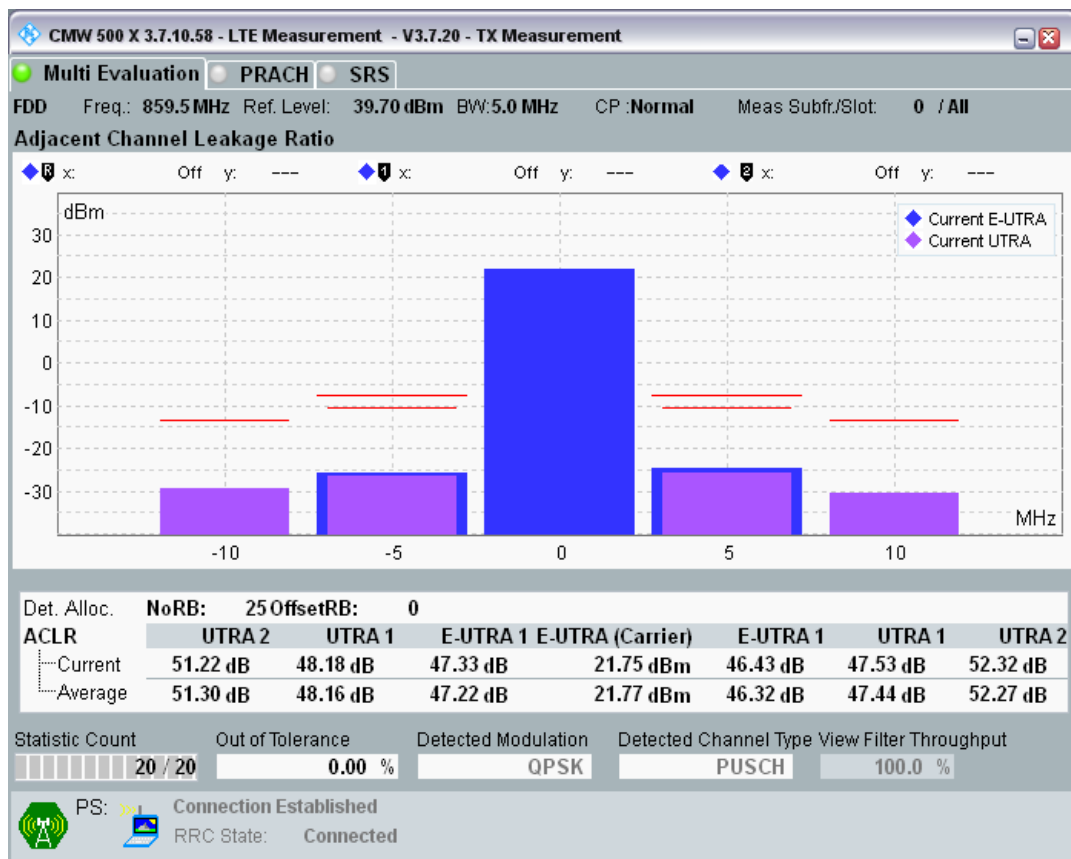 CMW 500 X 3.7.10.58 - LTE Measurement - V3.7.20 - TX Measurement
Multi Evaluation PRACH SRS
FDD Freq.: 859.5 MHz Ref. Level: 39.70 dBm BW:5.0 MHz CP :Normal Meas Subfr./Slot: 0 / All
Adjacent Channel Leakage Ratio
R x: Off y: --- 1 x: Off y: --- 2 x: Off y: ---
dBm
Current E-UTRA
Current UTRA
30
20
10
0
-10
-20
-30
MHz
-10 -5 0 5 10
Det. Alloc. NoRB: 25 OffsetRB: 0
ACLR UTRA 2 UTRA 1 E-UTRA 1 E-UTRA (Carrier) E-UTRA 1 UTRA 1 UTRA 2
Current 51.22 dB 48.18 dB 47.33 dB 21.75 dBm 46.43 dB 47.53 dB 52.32 dB
Average 51.30 dB 48.16 dB 47.22 dB 21.77 dBm 46.32 dB 47.44 dB 52.27 dB
Statistic Count Out of Tolerance Detected Modulation Detected Channel Type View Filter Throughput
20 / 20 0.00 % QPSK PUSCH 100.0 %
PS: Connection Established
RRC State: Connected